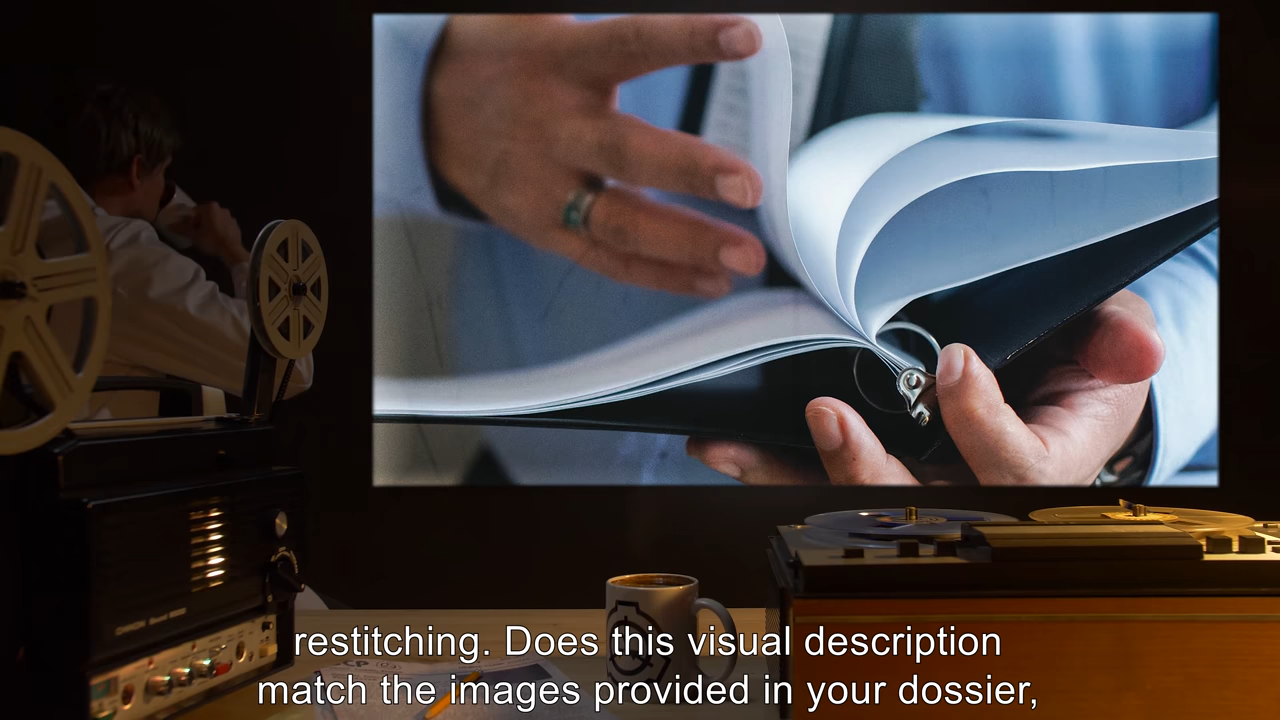 restitching. Does this visual description
match the images provided in your dossier,